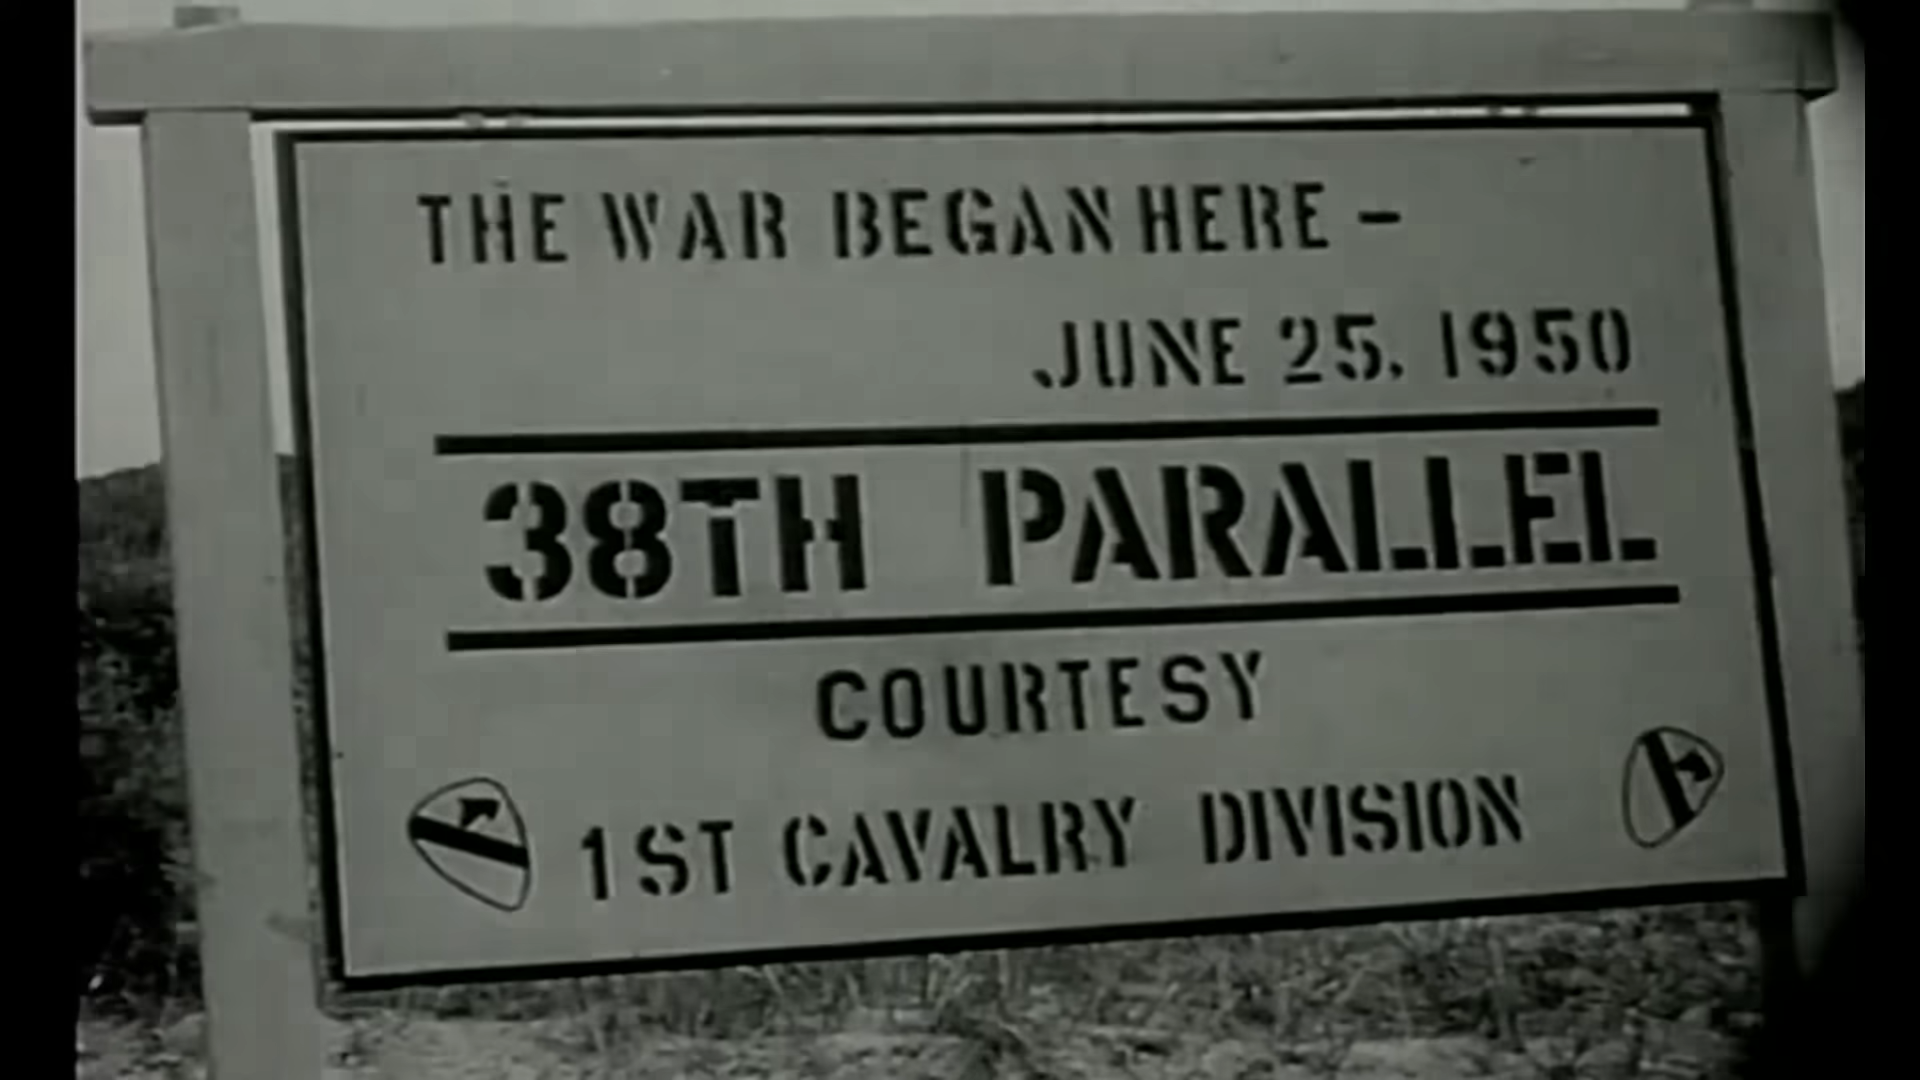 THE WAR BEGAN HERE –
JUNE 25, 1950
38TH PARALLEL
COURTESY
1ST CAVALRY DIVISION